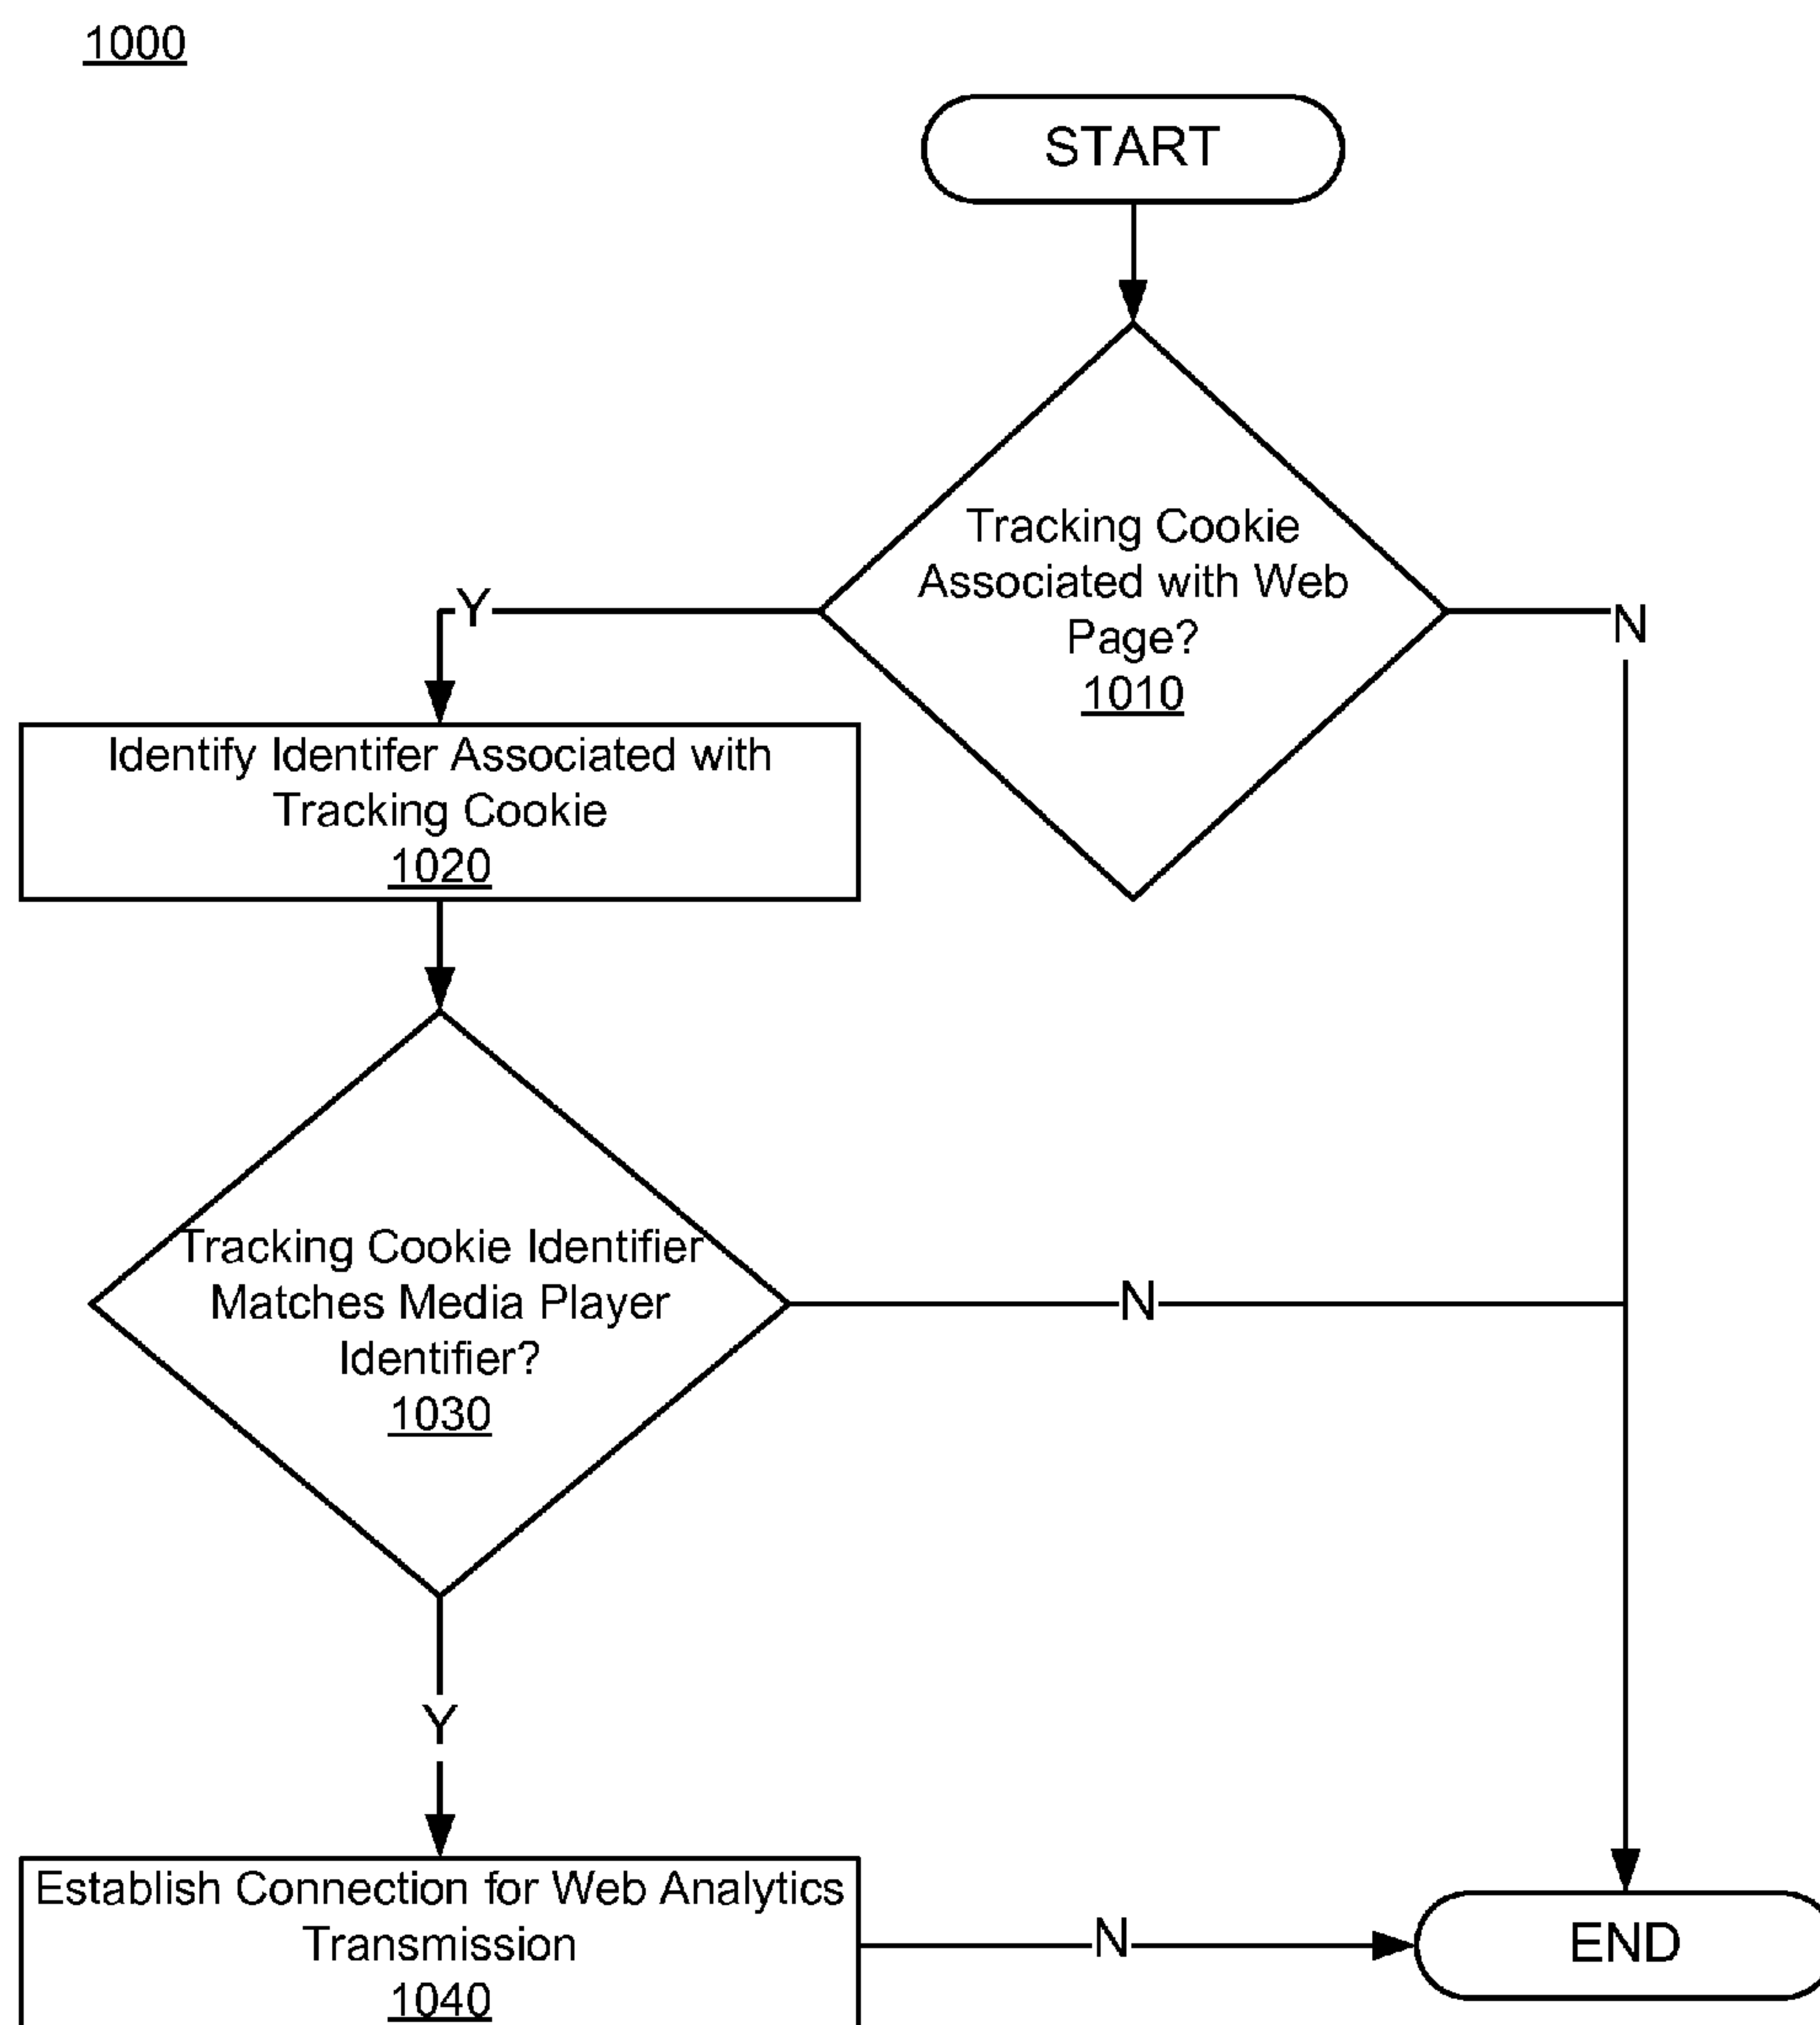 1000
START
Tracking Cookie
Associated with Web
Page?
1010
Y
N
Identify Identifer Associated with
Tracking Cookie
1020
Tracking Cookie Identifier
Matches Media Player
Identifier?
1030
N
Y
Establish Connection for Web Analytics
Transmission
1040
N
END